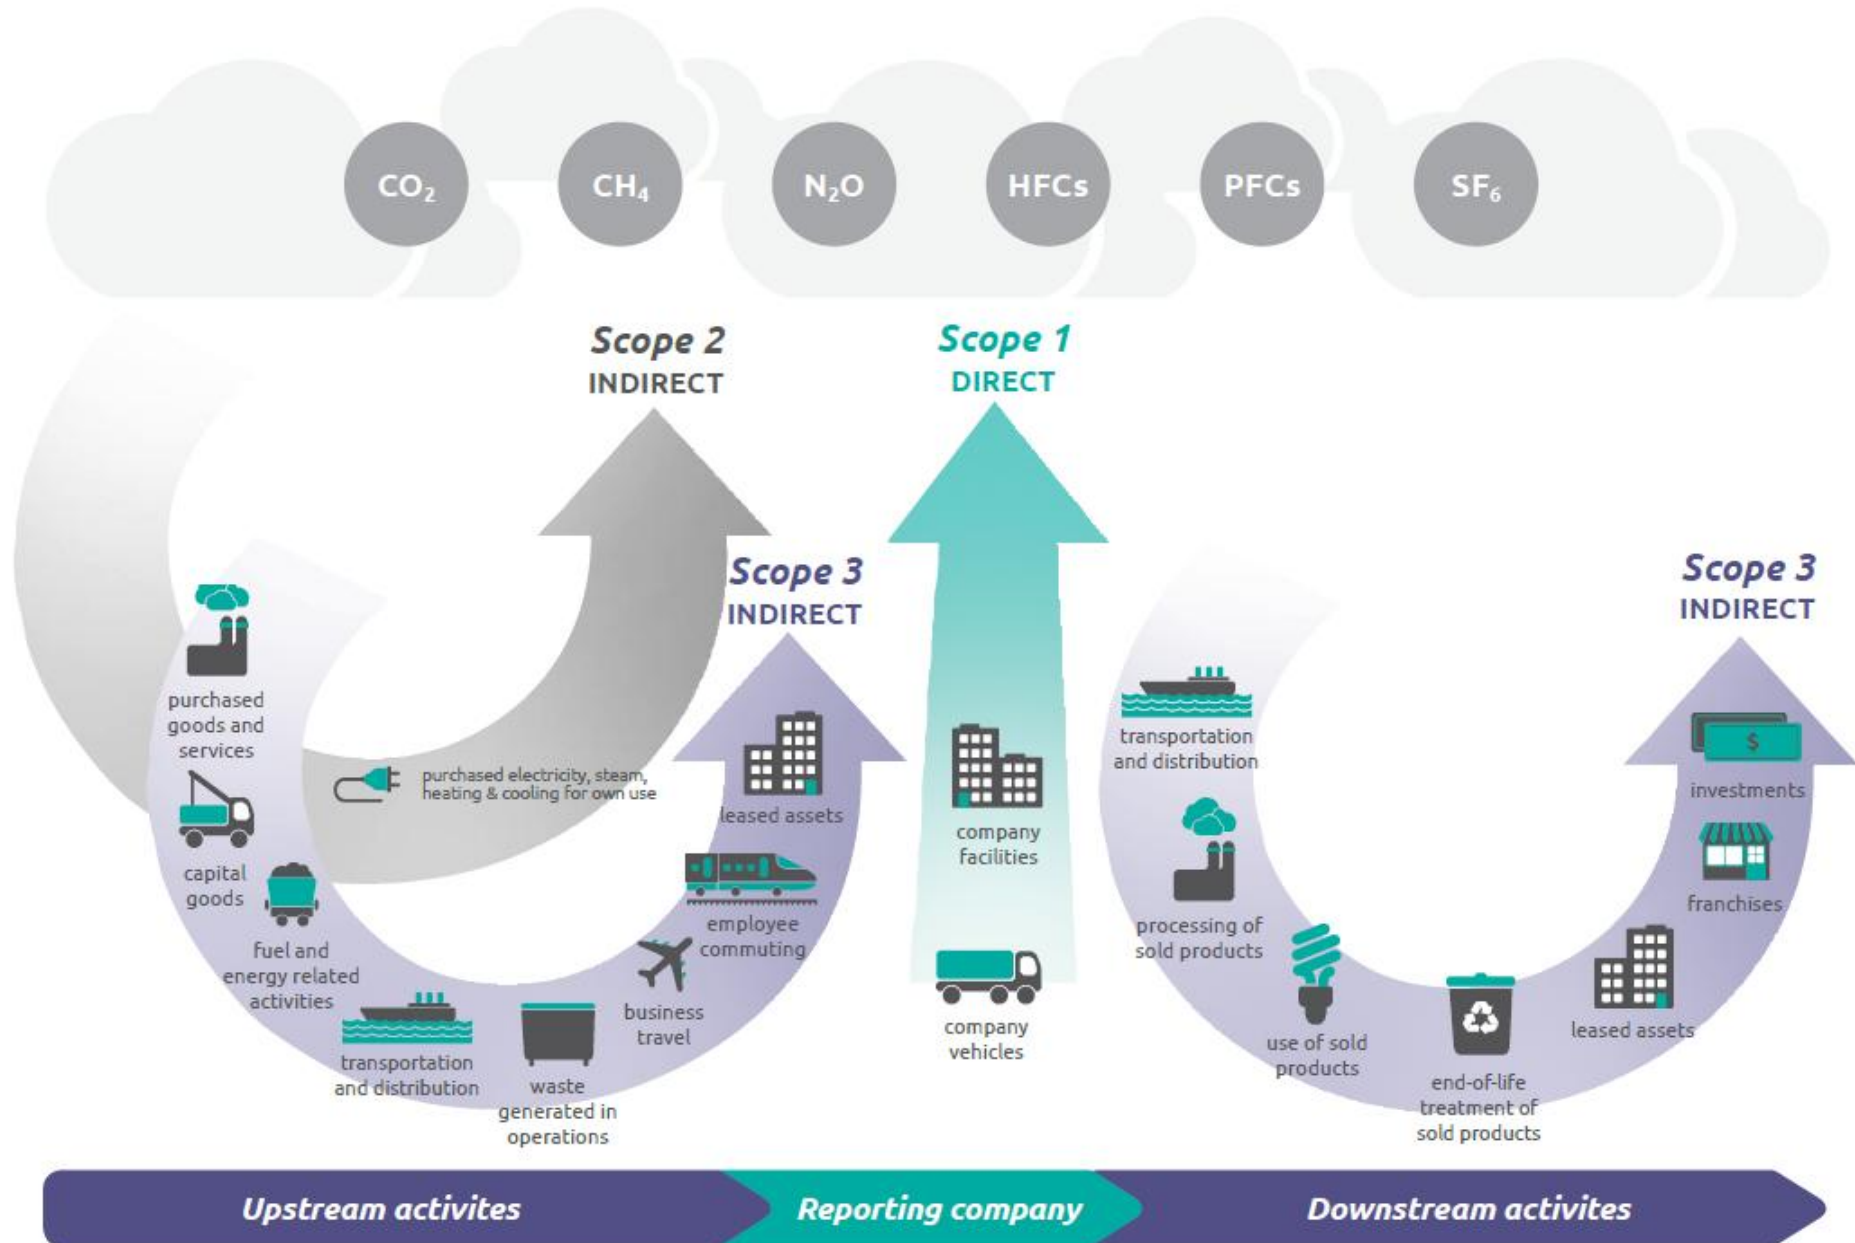 CO₂
CH₄
N₂O
HFCs
PFCs
SF₆
Scope 2
INDIRECT
Scope 1
DIRECT
Scope 3
INDIRECT
Scope 3
INDIRECT
purchased
goods and
services
capital
goods
fuel and
energy related
activities
transportation
and distribution
waste
generated in
operations
business
travel
employee
commuting
leased assets
purchased electricity, steam,
heating & cooling for own use
company
facilities
company
vehicles
transportation
and distribution
processing of
sold products
use of sold
products
end-of-life
treatment of
sold products
leased assets
franchises
investments
$
Upstream activites
Reporting company
Downstream activites